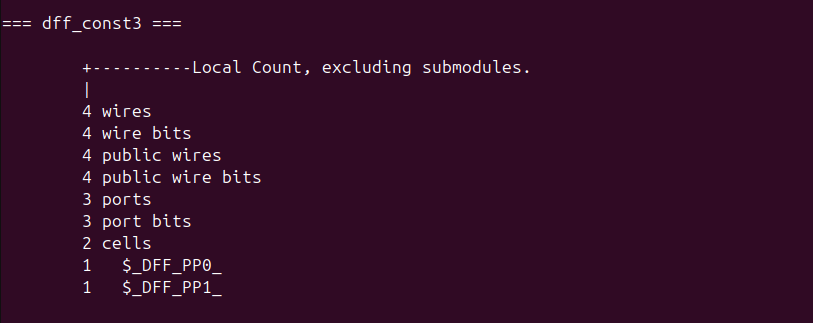 === dff_const3 ===
+----------Local Count, excluding submodules.
|
4 wires
4 wire bits
4 public wires
4 public wire bits
3 ports
3 port bits
2 cells
1   $_DFF_PP0_
1   $_DFF_PP1_